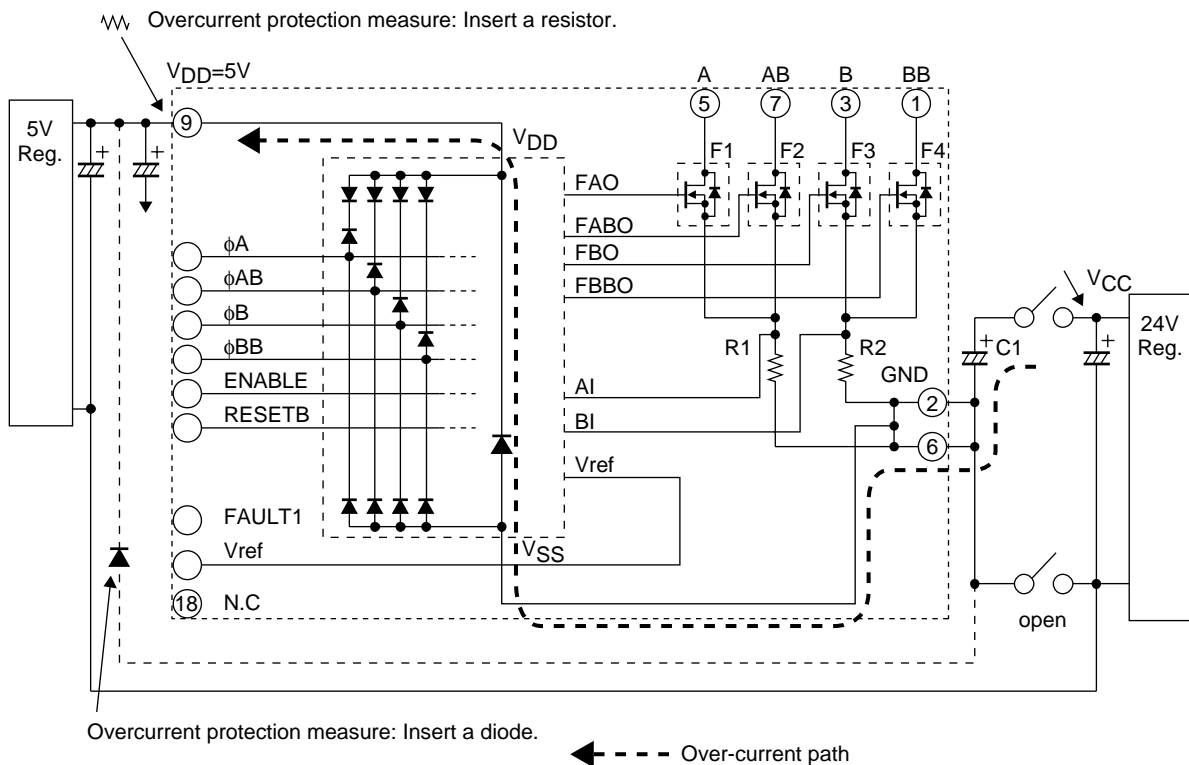 Overcurrent protection measure: Insert a resistor.
VDD=5V
A AB B BB
5 7 3 1
5V
Reg.
+ +
9
VDD
F1 F2 F3 F4
FAO
FABO
FBO
FBBO
ϕA
ϕAB
ϕB
ϕBB
ENABLE
RESETB
VCC
24V
Reg.
+ C1 +
R1 R2
GND
2
AI
BI
6
Vref
FAULT1
Vref
VSS
18 N.C
open
Overcurrent protection measure: Insert a diode.
Over-current path